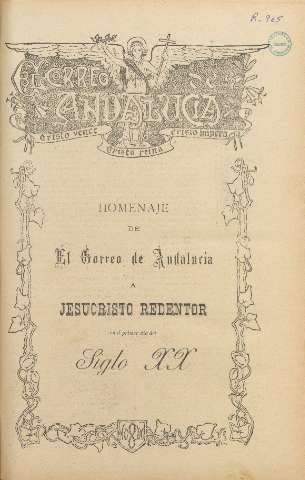 R-905
EL CORREO DE
ANDALUCÍA
Cristo vence
Cristo impera
Cristo reina
HOMENAJE
DE
El Correo de Andalucía
A
JESUCRISTO REDENTOR
en el primer día del
Siglo XX